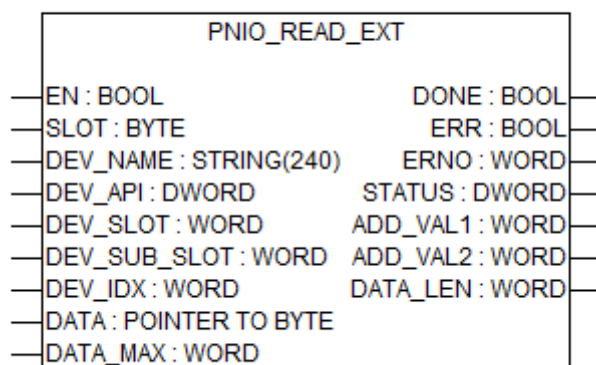 PNIO_READ_EXT
EN : BOOL DONE : BOOL
SLOT : BYTE ERR : BOOL
DEV_NAME : STRING(240) ERNO : WORD
DEV_API : DWORD STATUS : DWORD
DEV_SLOT : WORD ADD_VAL1 : WORD
DEV_SUB_SLOT : WORD ADD_VAL2 : WORD
DEV_IDX : WORD DATA_LEN : WORD
DATA : POINTER TO BYTE
DATA_MAX : WORD